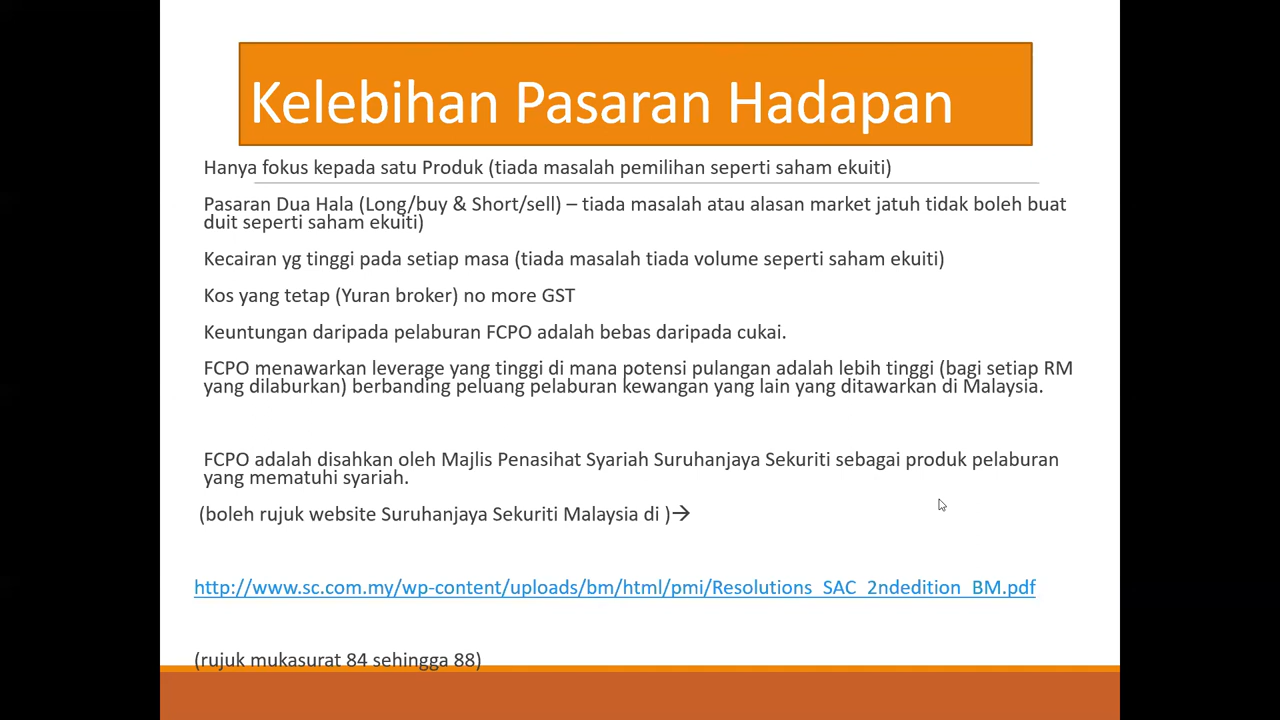 Kelebihan Pasaran Hadapan
Hanya fokus kepada satu Produk (tiada masalah pemilihan seperti saham ekuiti)
Pasaran Dua Hala (Long/buy & Short/sell) – tiada masalah atau alasan market jatuh tidak boleh buat
duit seperti saham ekuiti)
Kecairan yg tinggi pada setiap masa (tiada masalah tiada volume seperti saham ekuiti)
Kos yang tetap (Yuran broker) no more GST
Keuntungan daripada pelaburan FCPO adalah bebas daripada cukai.
FCPO menawarkan leverage yang tinggi di mana potensi pulangan adalah lebih tinggi (bagi setiap RM
yang dilaburkan) berbanding peluang pelaburan kewangan yang lain yang ditawarkan di Malaysia.
FCPO adalah disahkan oleh Majlis Penasihat Syariah Suruhanjaya Sekuriti sebagai produk pelaburan
yang mematuhi syariah.
(boleh rujuk website Suruhanjaya Sekuriti Malaysia di )→
http://www.sc.com.my/wp-content/uploads/bm/html/pmi/Resolutions_SAC_2ndedition_BM.pdf
(rujuk mukasurat 84 sehingga 88)